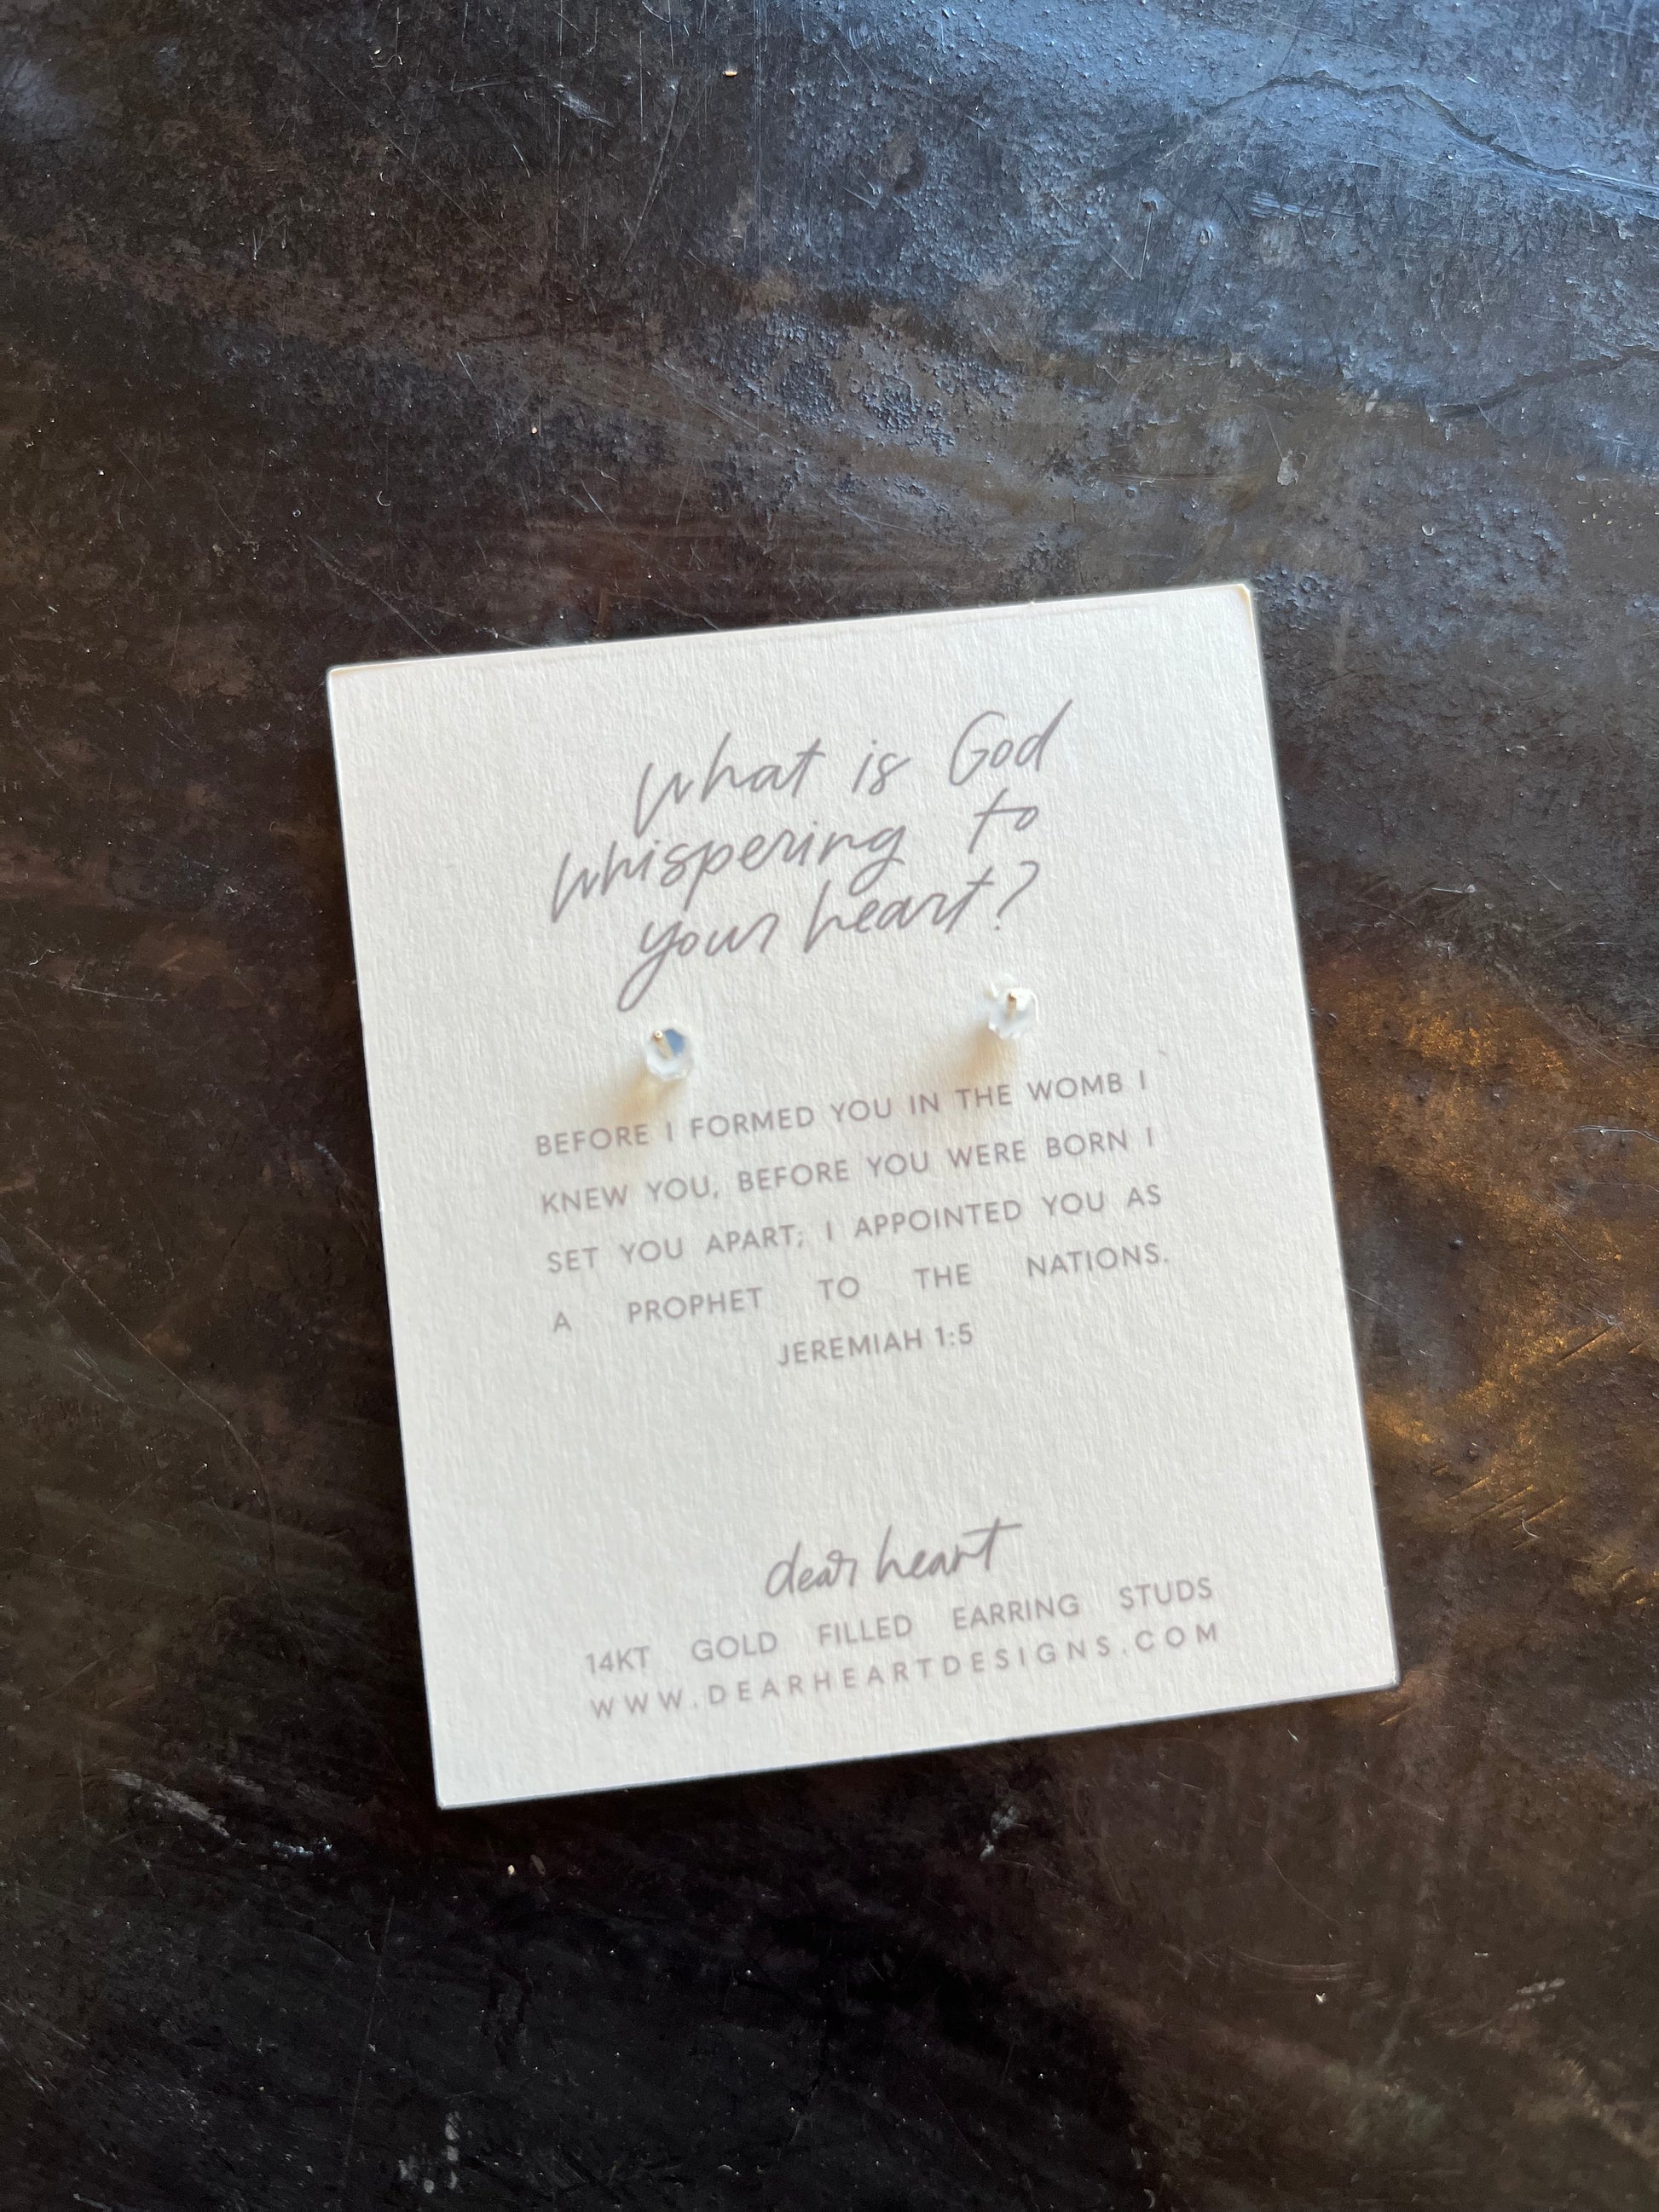 What is God
whispering to
your heart?
BEFORE I FORMED YOU IN THE WOMB I
KNEW YOU, BEFORE YOU WERE BORN I
SET YOU APART; I APPOINTED YOU AS
A PROPHET TO THE NATIONS.
JEREMIAH 1:5
dear heart
14KT GOLD FILLED EARRING STUDS
WWW.DEARHEARTDESIGNS.COM